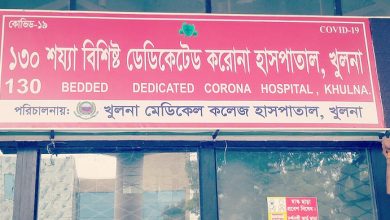 কোভিড-১৯
COVID-19
১৩০ শয্যা বিশিষ্ট ডেডিকেটেড করোনা হাসপাতাল, খুলনা
130 BEDDED DEDICATED CORONA HOSPITAL, KHULNA.
পরিচালনায়: খুলনা মেডিকেল কলেজ হাসপাতাল, খুলনা